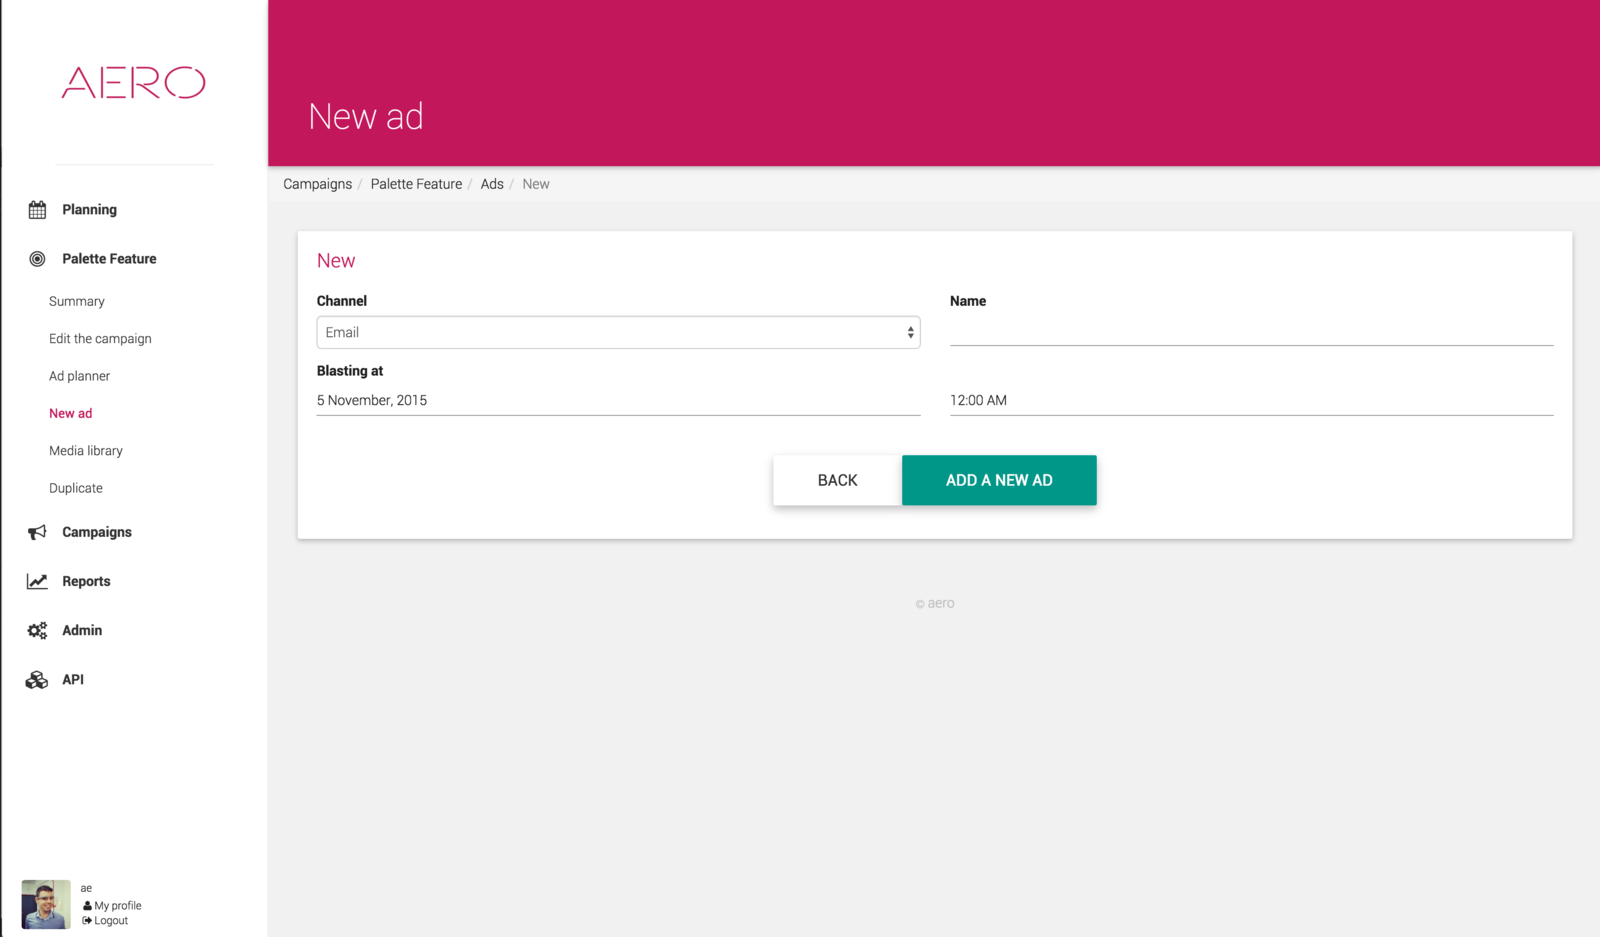 AERO
New ad
Campaigns / Palette Feature / Ads / New
Planning
Palette Feature
Summary
Edit the campaign
Ad planner
New ad
Media library
Duplicate
Campaigns
Reports
Admin
API
New
Channel
Name
Email
Blasting at
5 November, 2015
12:00 AM
BACK
ADD A NEW AD
© aero
ae
My profile
Logout